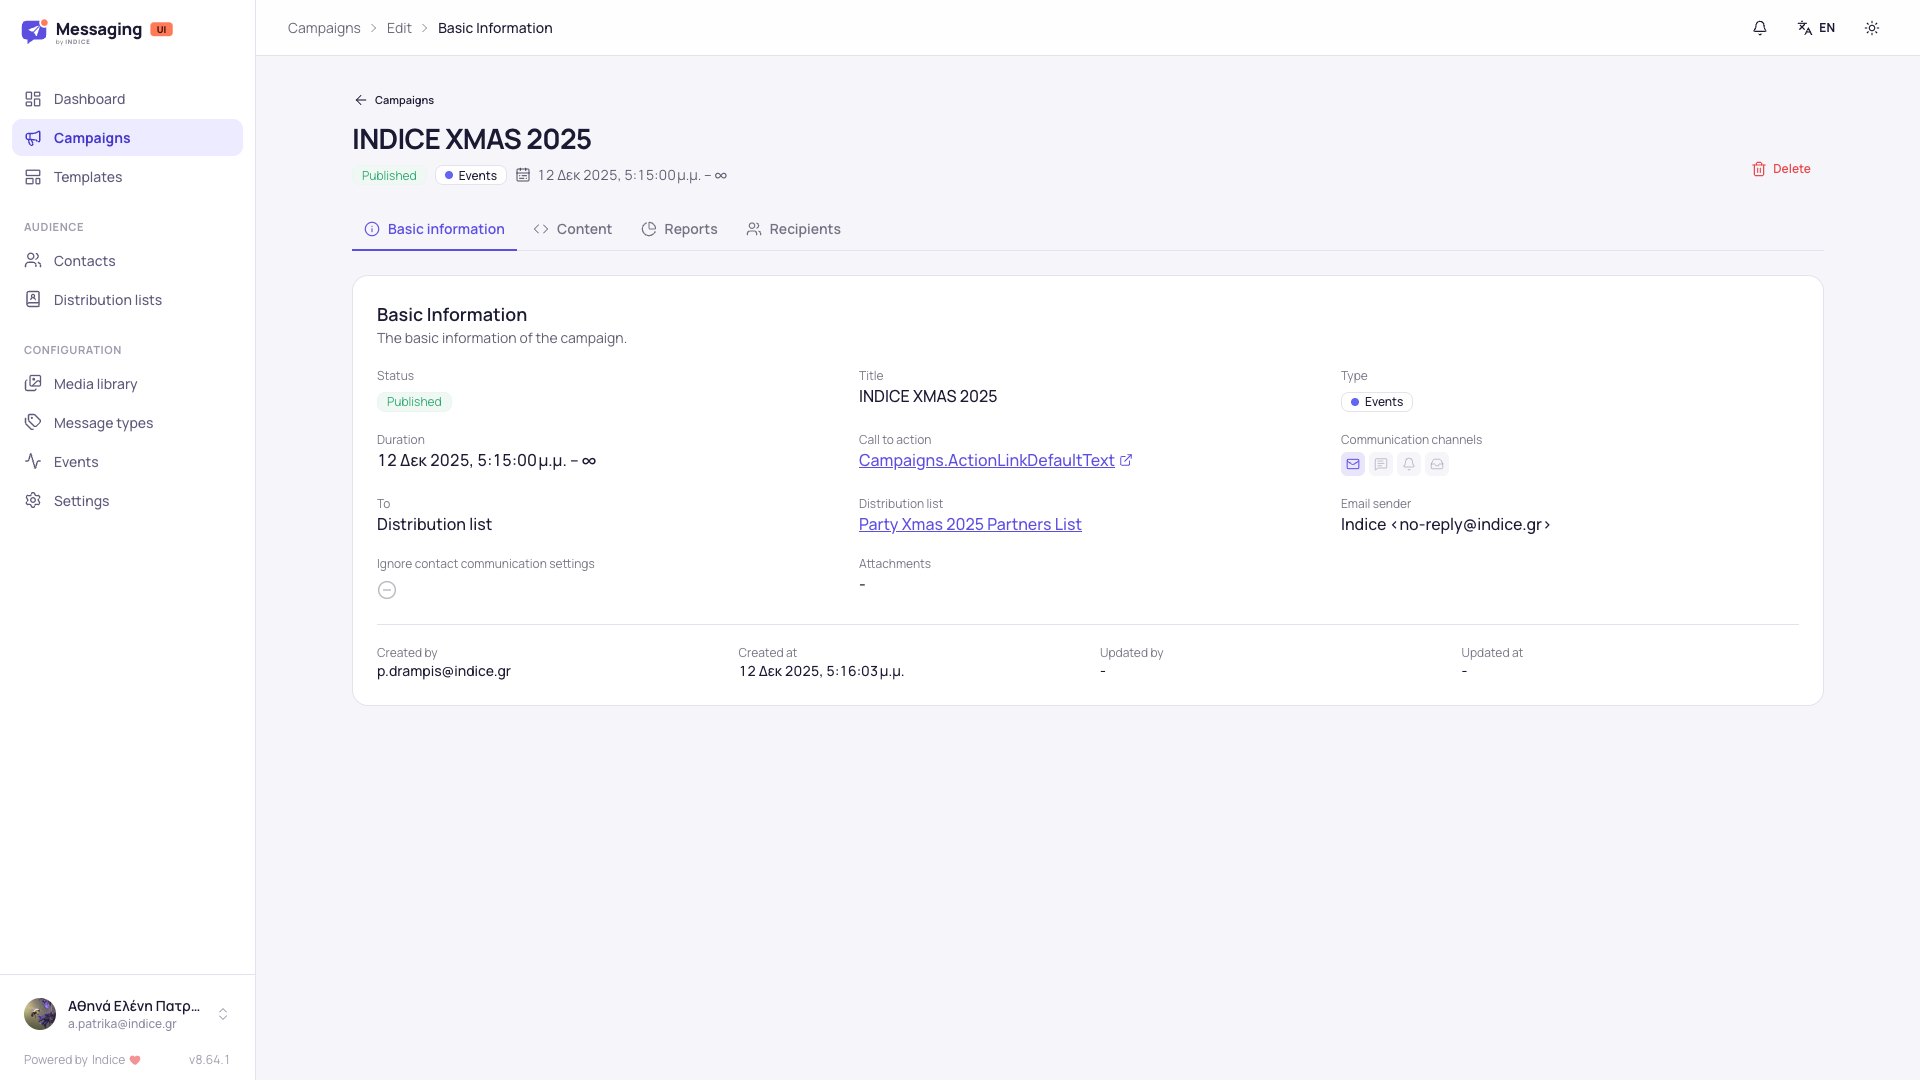 Messaging UI
by INDICE
Dashboard
Campaigns
Templates
AUDIENCE
Contacts
Distribution lists
CONFIGURATION
Media library
Message types
Events
Settings
Αθηνά Ελένη Πατρ...
a.patrika@indice.gr
Powered by Indice
v8.64.1
Campaigns > Edit > Basic Information
EN
Campaigns
INDICE XMAS 2025
Published Events 12 Δεκ 2025, 5:15:00 μ.μ. – ∞
Delete
Basic information Content Reports Recipients
Basic Information
The basic information of the campaign.
Status
Published
Title
INDICE XMAS 2025
Type
Events
Duration
12 Δεκ 2025, 5:15:00 μ.μ. – ∞
Call to action
Campaigns.ActionLinkDefaultText
Communication channels
To
Distribution list
Distribution list
Party Xmas 2025 Partners List
Email sender
Indice <no-reply@indice.gr>
Ignore contact communication settings
Attachments
-
Created by
p.drampis@indice.gr
Created at
12 Δεκ 2025, 5:16:03 μ.μ.
Updated by
-
Updated at
-